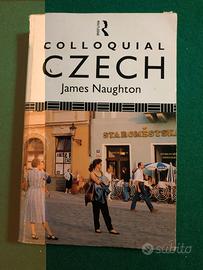 R
COLLOQUIAL
CZECH
James Naughton
STAROMĚSTSKÁ
subito